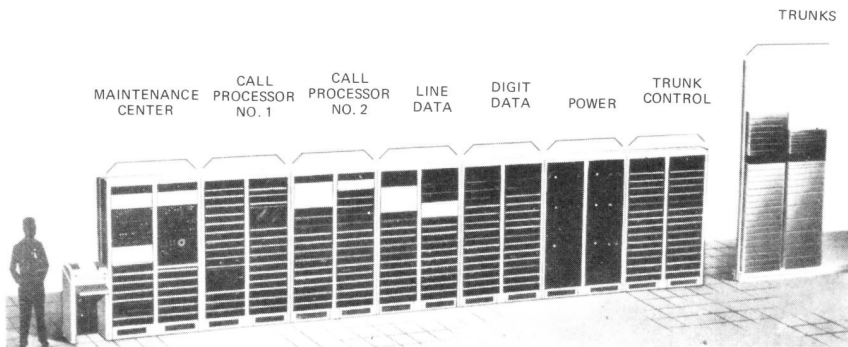 TRUNKS
MAINTENANCE
CENTER
CALL
PROCESSOR
NO. 1
CALL
PROCESSOR
NO. 2
LINE
DATA
DIGIT
DATA
POWER
TRUNK
CONTROL